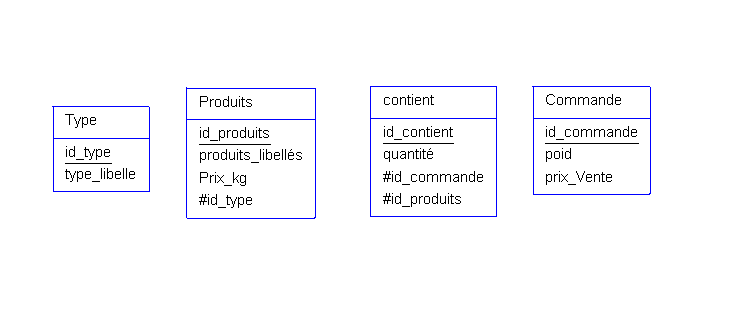 Type
id_type
type_libelle
Produits
id_produits
produits_libellés
Prix_kg
#id_type
contient
id_contient
quantité
#id_commande
#id_produits
Commande
id_commande
poid
prix_Vente